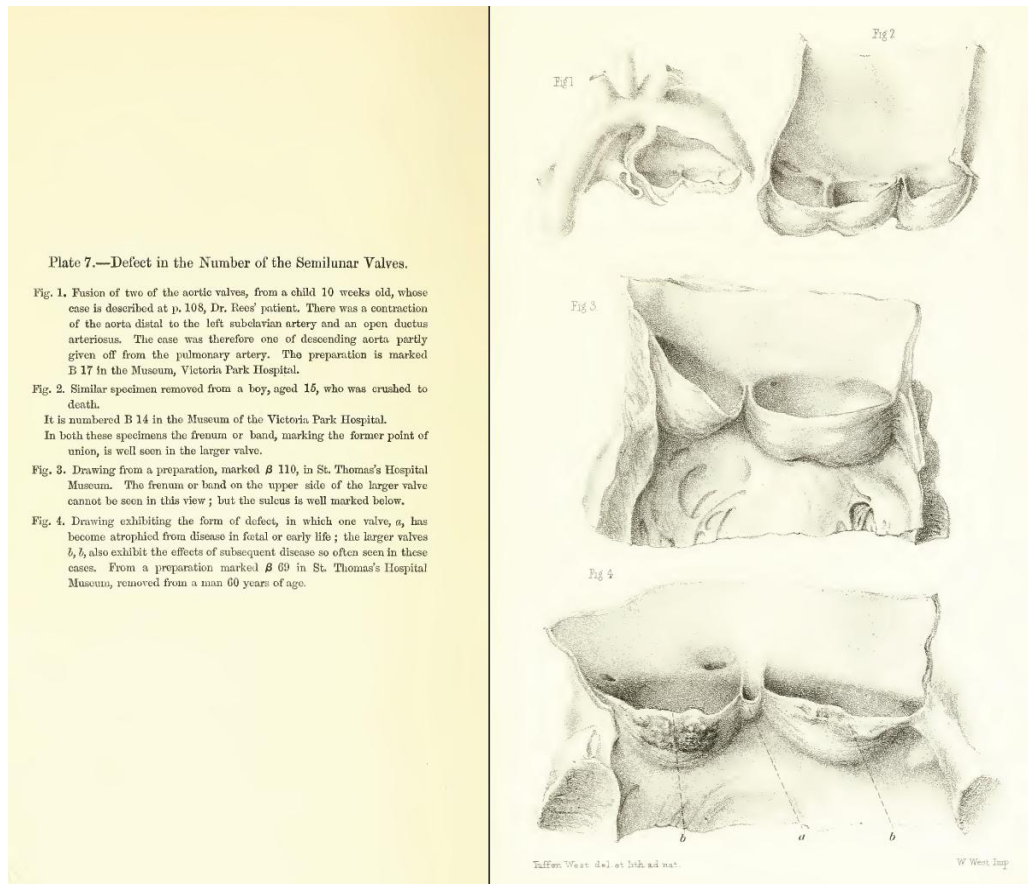 Plate 7.—Defect in the Number of the Semilunar Valves.
Fig. 1. Fusion of two of the aortic valves, from a child 10 weeks old, whose
case is described at p. 108, Dr. Rees' patient. There was a contraction
of the aorta distal to the left subclavian artery and an open ductus
arteriosus. The case was therefore one of descending aorta partly
given off from the pulmonary artery. The preparation is marked
B 17 in the Museum, Victoria Park Hospital.
Fig. 2. Similar specimen removed from a boy, aged 15, who was crushed to
death.
It is numbered B 14 in the Museum of the Victoria Park Hospital.
In both these specimens the frenum or band, marking the former point of
union, is well seen in the larger valve.
Fig. 3. Drawing from a preparation, marked β 110, in St. Thomas's Hospital
Museum. The frenum or band on the upper side of the larger valve
cannot be seen in this view; but the sulcus is well marked below.
Fig. 4. Drawing exhibiting the form of defect, in which one valve, a, has
become atrophied from disease in fœtal or early life; the larger valves
b, b, also exhibit the effects of subsequent disease so often seen in these
cases. From a preparation marked β 69 in St. Thomas's Hospital
Museum, removed from a man 60 years of age.
Fig 1
Fig 2
Fig 3
Fig 4
b a b
Tuffen West del. et lith. ad nat.
W West Imp